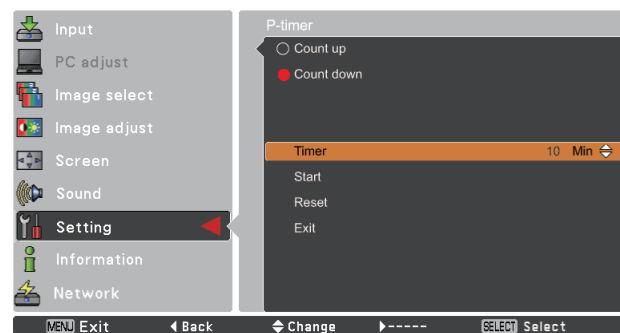 Input
PC adjust
Image select
Image adjust
Screen
Sound
Setting
Information
Network
P-timer
Count up
Count down
Timer 10 Min
Start
Reset
Exit
MENU Exit Back Change ----- SELECT Select